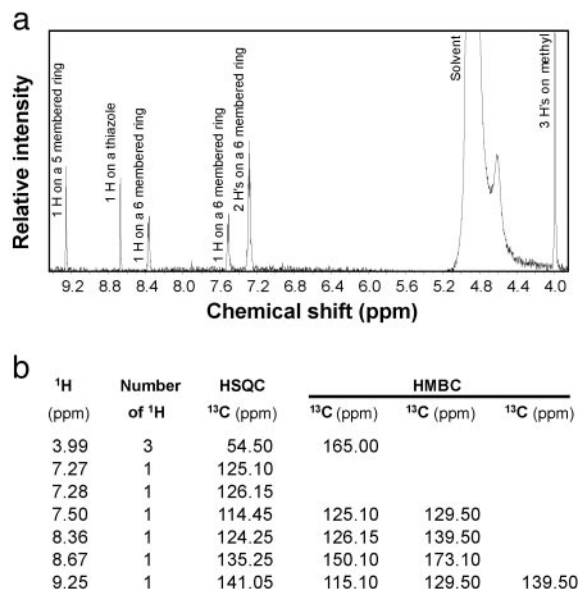 a
Relative intensity
1 H on a 5 membered ring
1 H on a thiazole
1 H on a 6 membered ring
1 H on a 6 membered ring
2 H's on a 6 membered ring
Solvent
3 H's on methyl
9.2 8.8 8.4 8.0 7.6 7.2 6.8 6.4 6.0 5.6 5.2 4.8 4.4 4.0
Chemical shift (ppm)
b
¹H Number HSQC HMBC
(ppm) of ¹H ¹³C (ppm) ¹³C (ppm) ¹³C (ppm) ¹³C (ppm)
3.99 3 54.50 165.00
7.27 1 125.10
7.28 1 126.15
7.50 1 114.45 125.10 129.50
8.36 1 124.25 126.15 139.50
8.67 1 135.25 150.10 173.10
9.25 1 141.05 115.10 129.50 139.50